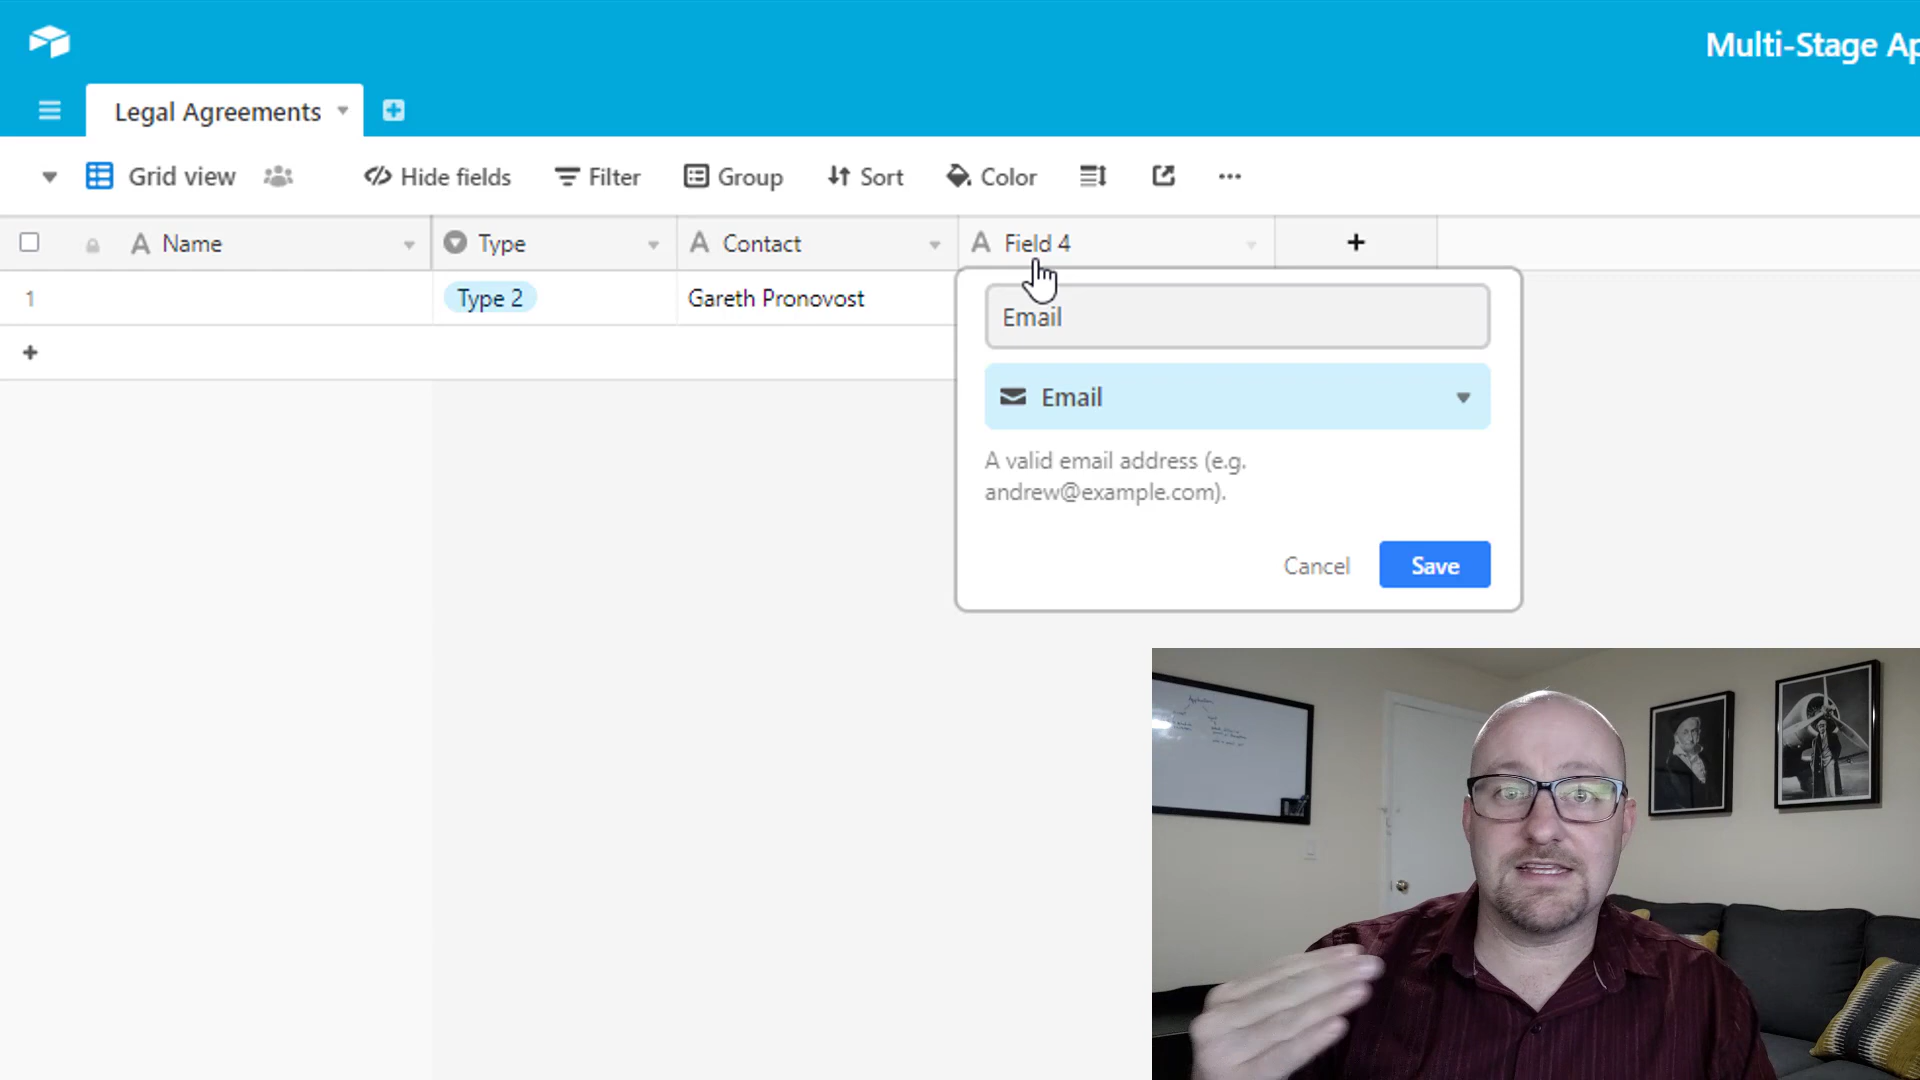 Multi-Stage Ap
Legal Agreements
Grid view
Hide fields
Filter
Group
Sort
Color
Name
Type
Contact
Field 4
1
Type 2
Gareth Pronovost
Email
Email
A valid email address (e.g.
andrew@example.com).
Cancel
Save